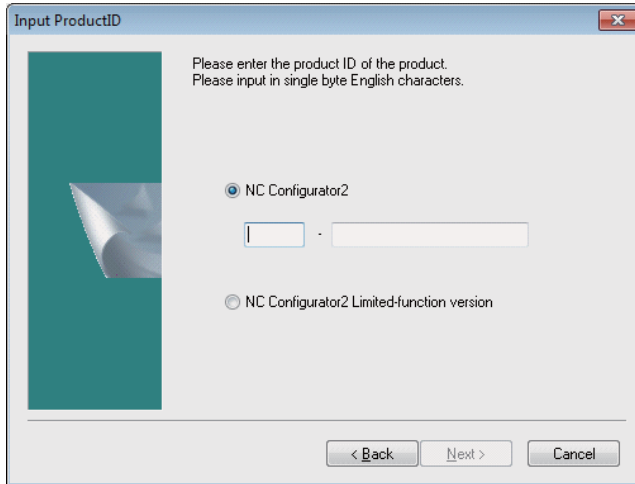 Input ProductID
Please enter the product ID of the product.
Please input in single byte English characters.
NC Configurator2
-
NC Configurator2 Limited-function version
< Back
Next >
Cancel